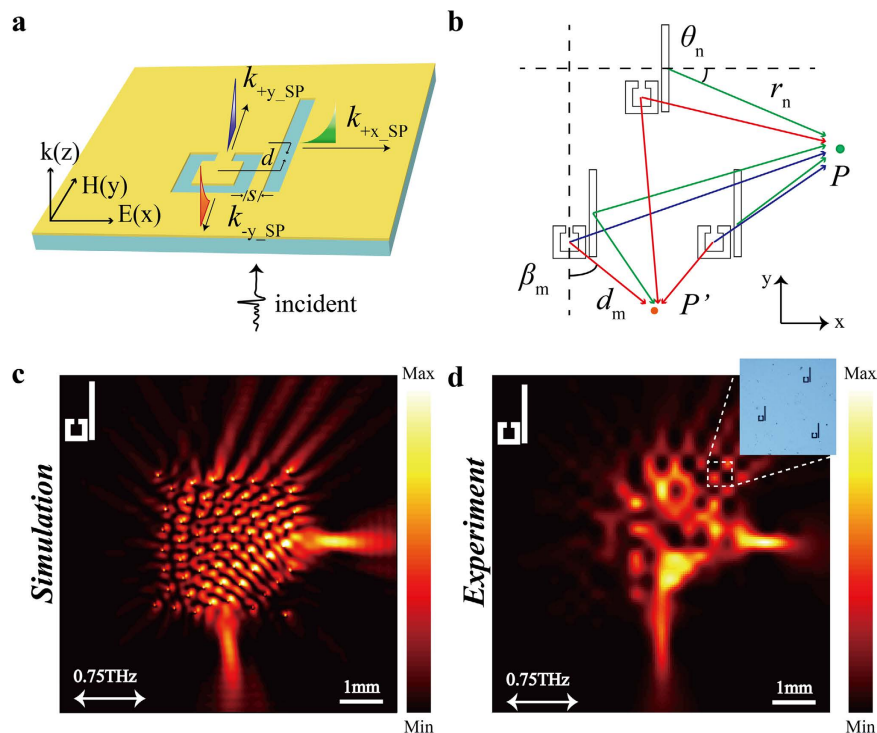 a
k+y_SP
k+x_SP
d
s
k-y_SP
k(z)
H(y)
E(x)
incident
b
θn
rn
P
βm
dm
P'
y
x
c
Simulation
0.75THz
1mm
Max
Min
d
Experiment
0.75THz
1mm
Max
Min